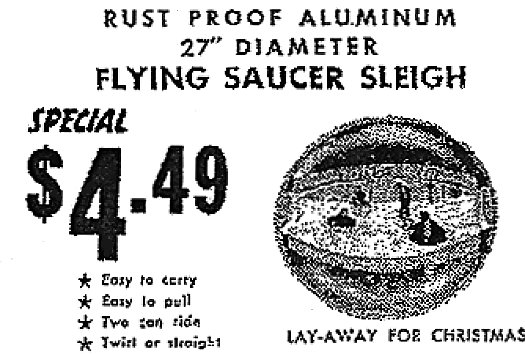 RUST PROOF ALUMINUM
27" DIAMETER
FLYING SAUCER SLEIGH
SPECIAL
$4.49
★ Easy to carry
★ Easy to pull
★ Two can ride
★ Twirl or straight
LAY-AWAY FOR CHRISTMAS